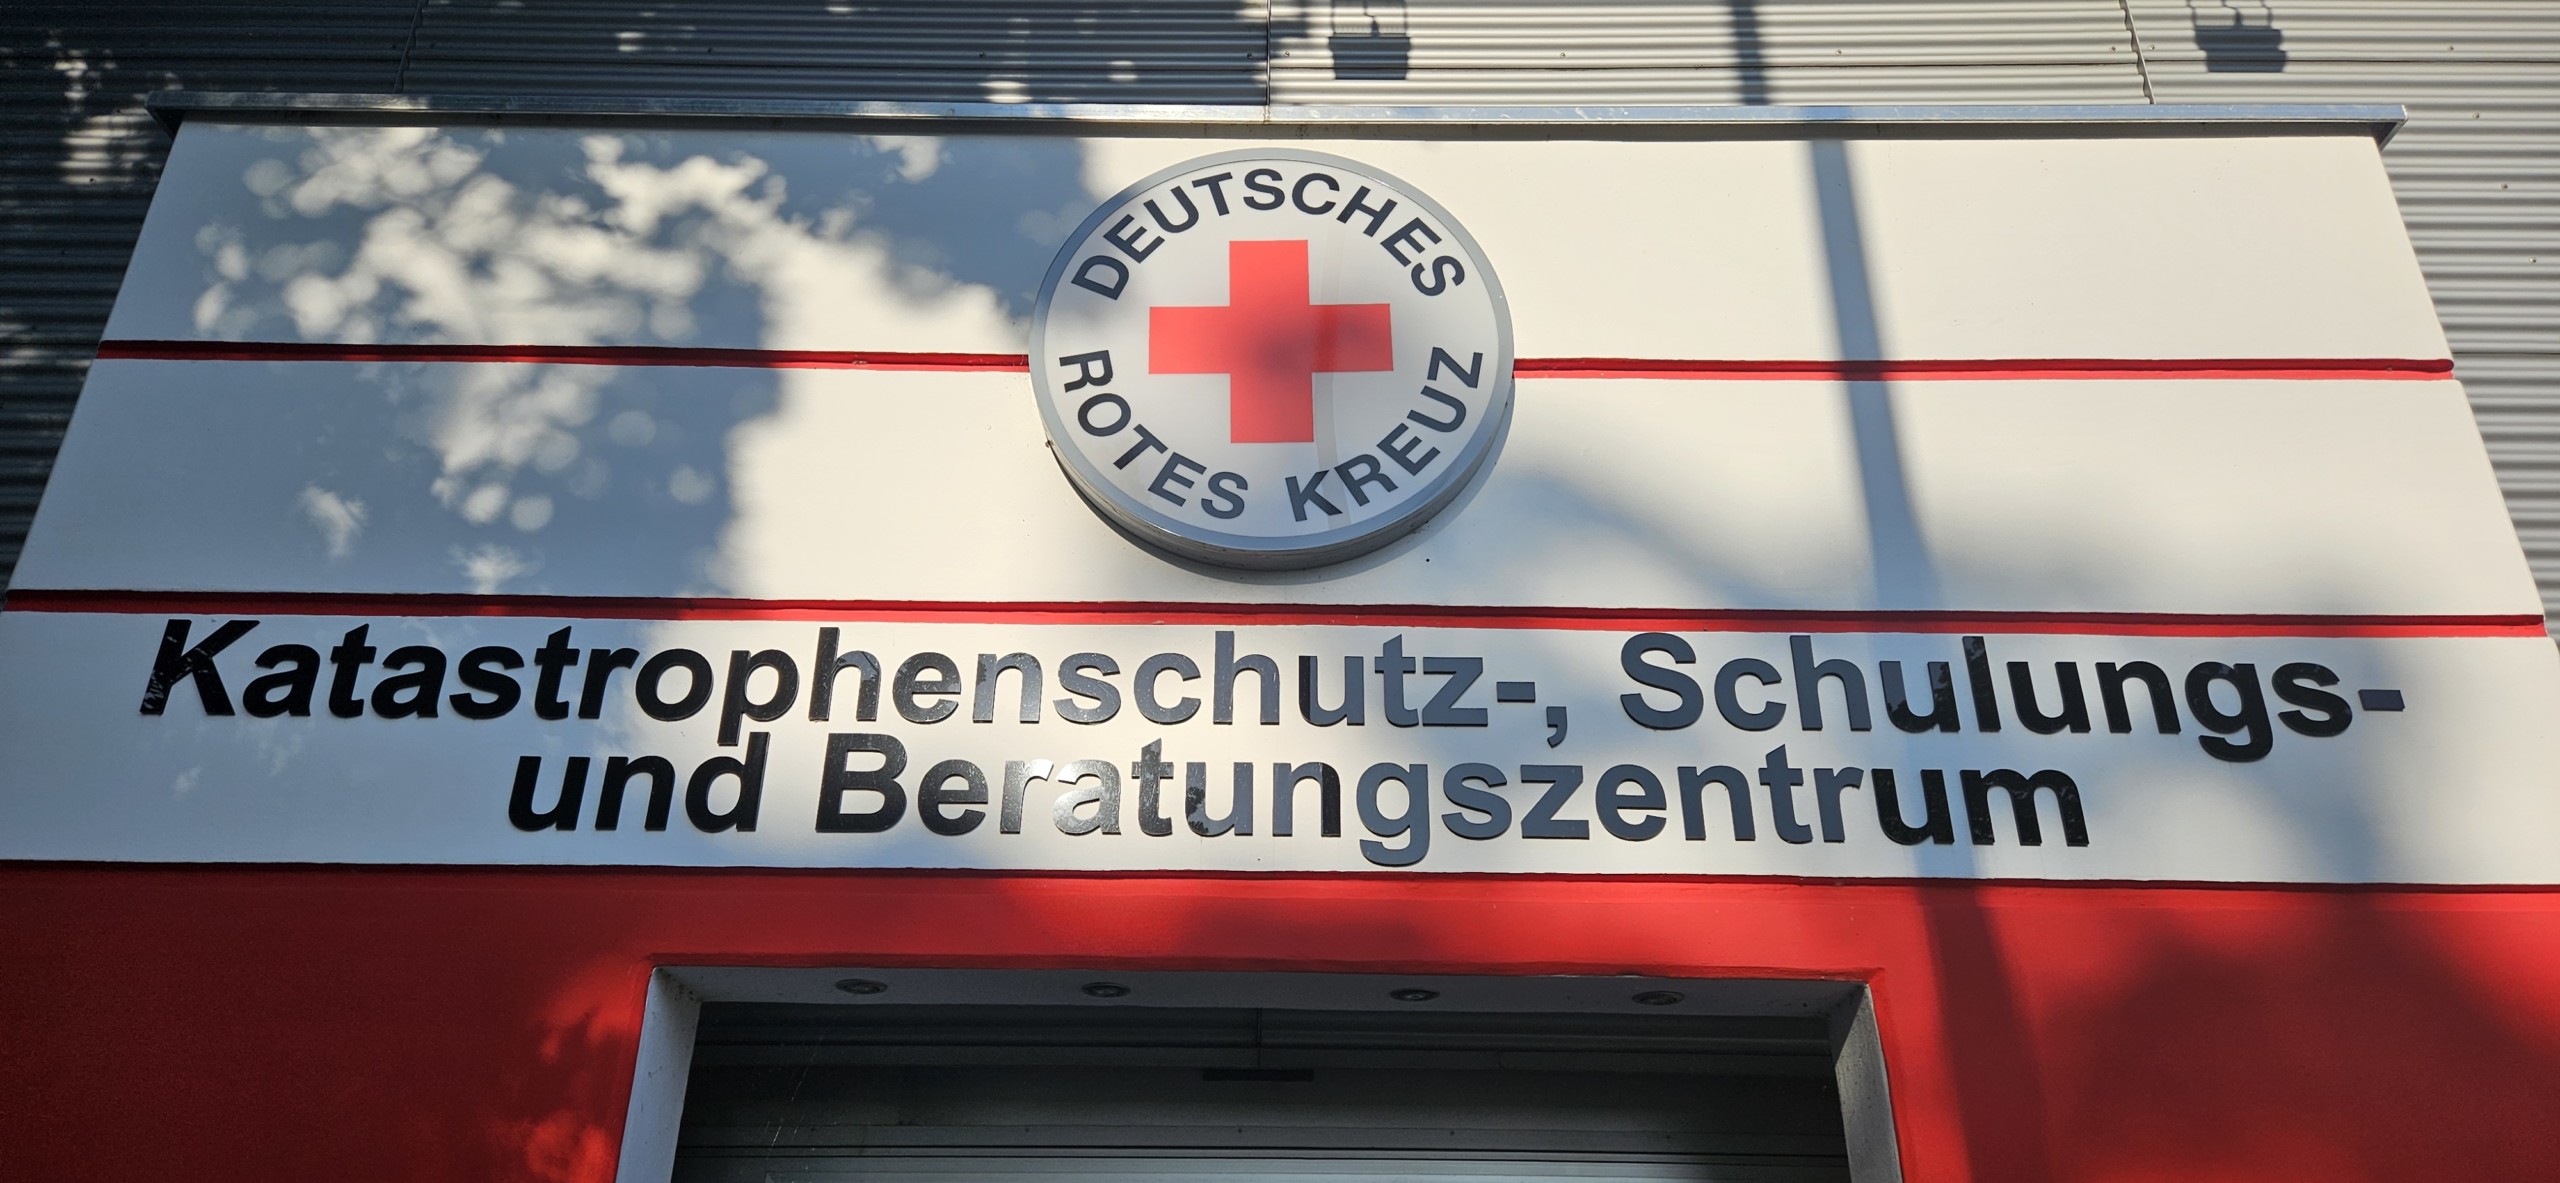 DEUTSCHES
ROTES KREUZ
Katastrophenschutz-, Schulungs-
und Beratungszentrum